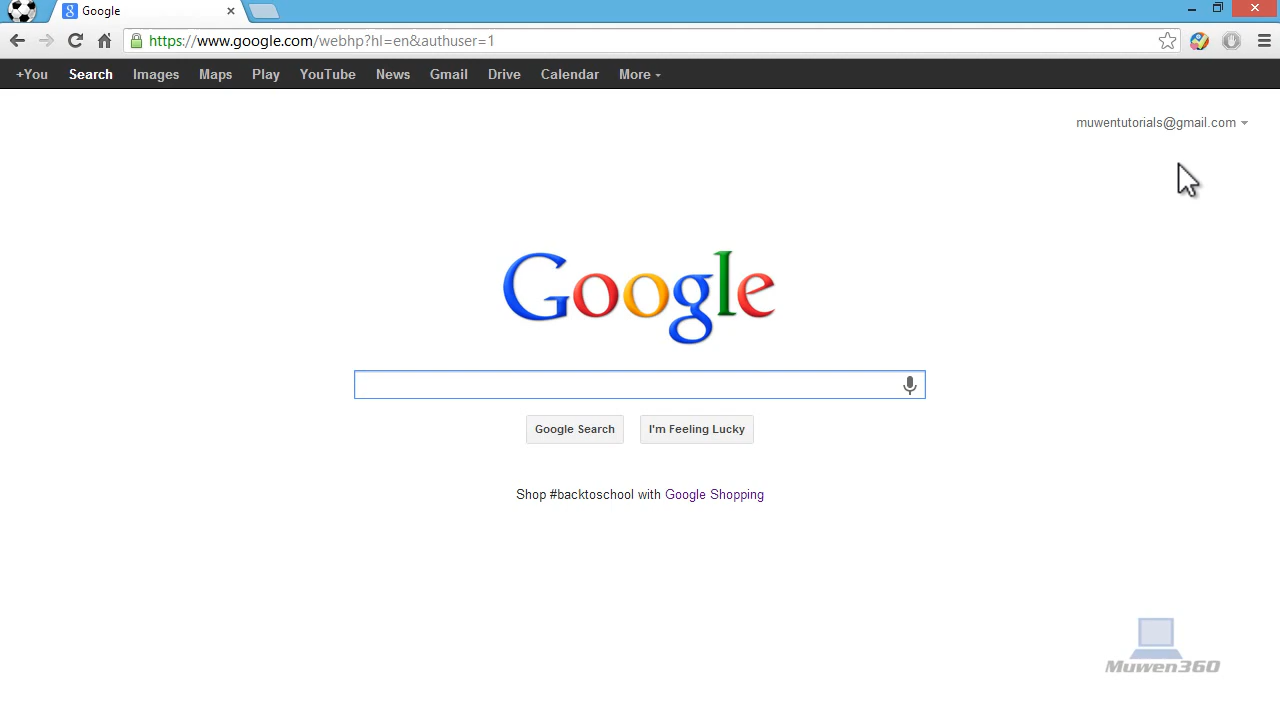 Google
https://www.google.com/webhp?hl=en&authuser=1
+You Search Images Maps Play YouTube News Gmail Drive Calendar More
muwentutorials@gmail.com
Google
Google Search I'm Feeling Lucky
Shop #backtoschool with Google Shopping
Muwen360